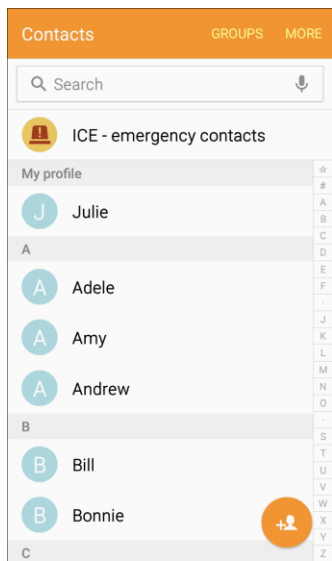 Contacts GROUPS MORE
Search
ICE - emergency contacts
My profile
J Julie
A
A Adele
A Amy
A Andrew
B
B Bill
B Bonnie
C
☆
#
A
B
C
D
E
F
·
J
K
L
M
N
O
·
S
T
U
V
W
X
Y
Z